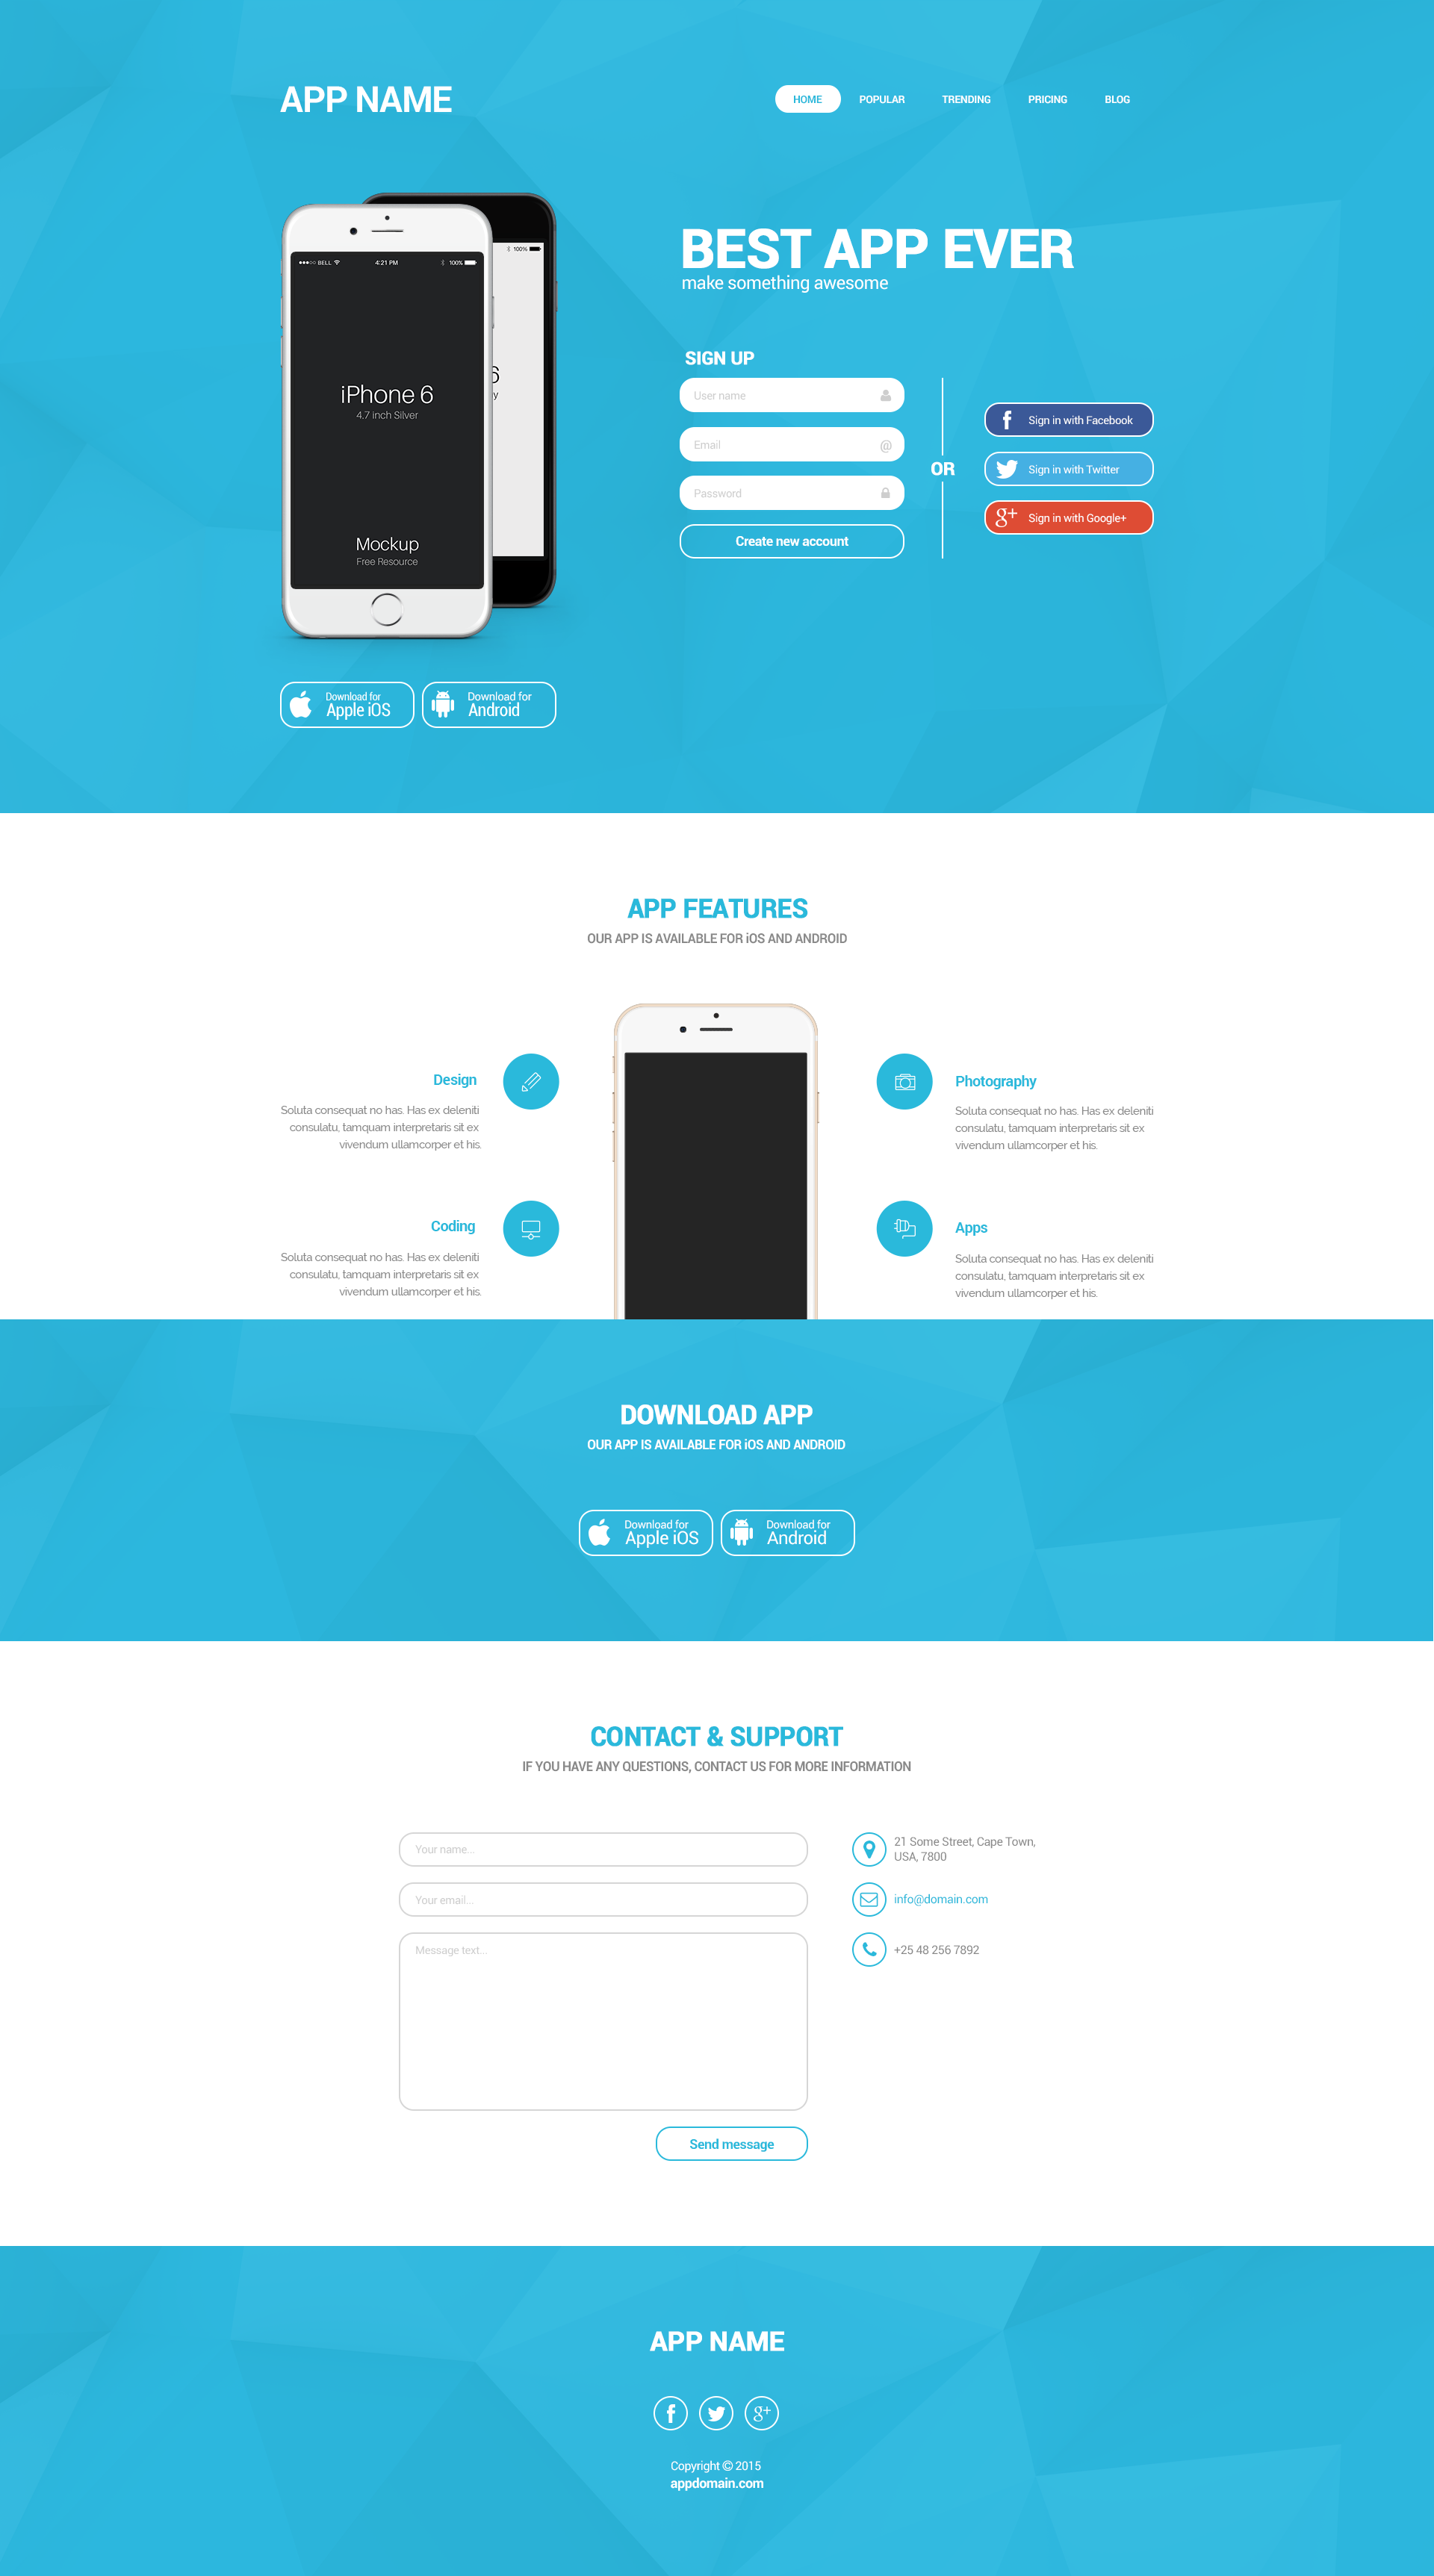 APP NAME
HOME
POPULAR
TRENDING
PRICING
BLOG
BELL
4:21 PM
100%
100%
iPhone 6
4.7 inch Silver
6
y
Mockup
Free Resource
BEST APP EVER
make something awesome
SIGN UP
User name
Email
@
Password
Create new account
OR
f Sign in with Facebook
Sign in with Twitter
g+ Sign in with Google+
Download for
Apple iOS
Download for
Android
APP FEATURES
OUR APP IS AVAILABLE FOR iOS AND ANDROID
Design
Soluta consequat no has. Has ex deleniti
consulatu, tamquam interpretaris sit ex
vivendum ullamcorper et his.
Coding
Soluta consequat no has. Has ex deleniti
consulatu, tamquam interpretaris sit ex
vivendum ullamcorper et his.
Photography
Soluta consequat no has. Has ex deleniti
consulatu, tamquam interpretaris sit ex
vivendum ullamcorper et his.
Apps
Soluta consequat no has. Has ex deleniti
consulatu, tamquam interpretaris sit ex
vivendum ullamcorper et his.
DOWNLOAD APP
OUR APP IS AVAILABLE FOR iOS AND ANDROID
Download for
Apple iOS
Download for
Android
CONTACT & SUPPORT
IF YOU HAVE ANY QUESTIONS, CONTACT US FOR MORE INFORMATION
Your name...
Your email...
Message text...
Send message
21 Some Street, Cape Town,
USA, 7800
info@domain.com
+25 48 256 7892
APP NAME
f
g+
Copyright © 2015
appdomain.com